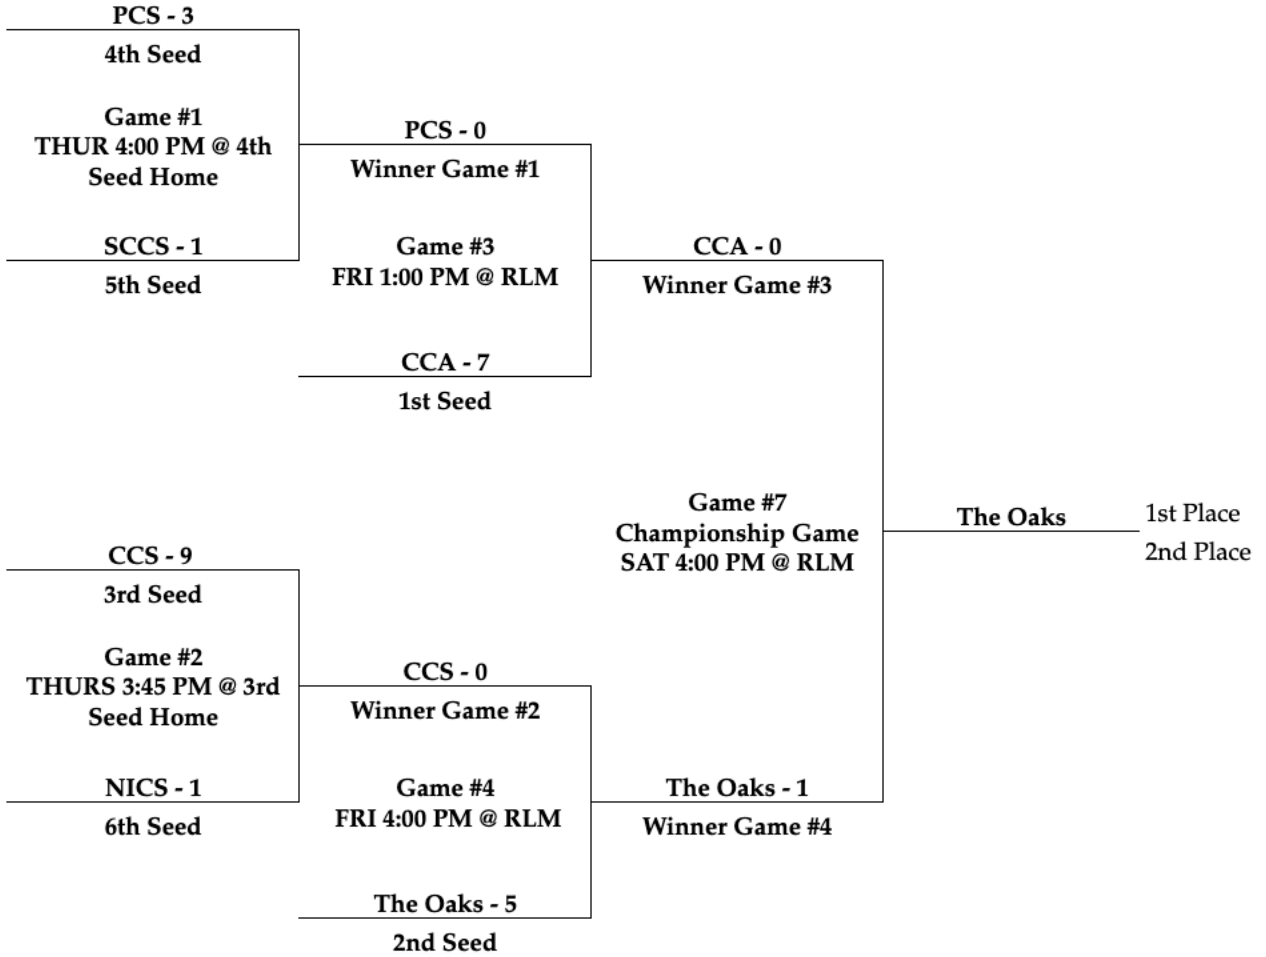 PCS - 3
4th Seed
Game #1
THUR 4:00 PM @ 4th
Seed Home
SCCS - 1
5th Seed
PCS - 0
Winner Game #1
Game #3
FRI 1:00 PM @ RLM
CCA - 7
1st Seed
CCA - 0
Winner Game #3
Game #7
Championship Game
SAT 4:00 PM @ RLM
The Oaks
1st Place
2nd Place
CCS - 9
3rd Seed
Game #2
THURS 3:45 PM @ 3rd
Seed Home
NICS - 1
6th Seed
CCS - 0
Winner Game #2
Game #4
FRI 4:00 PM @ RLM
The Oaks - 5
2nd Seed
The Oaks - 1
Winner Game #4